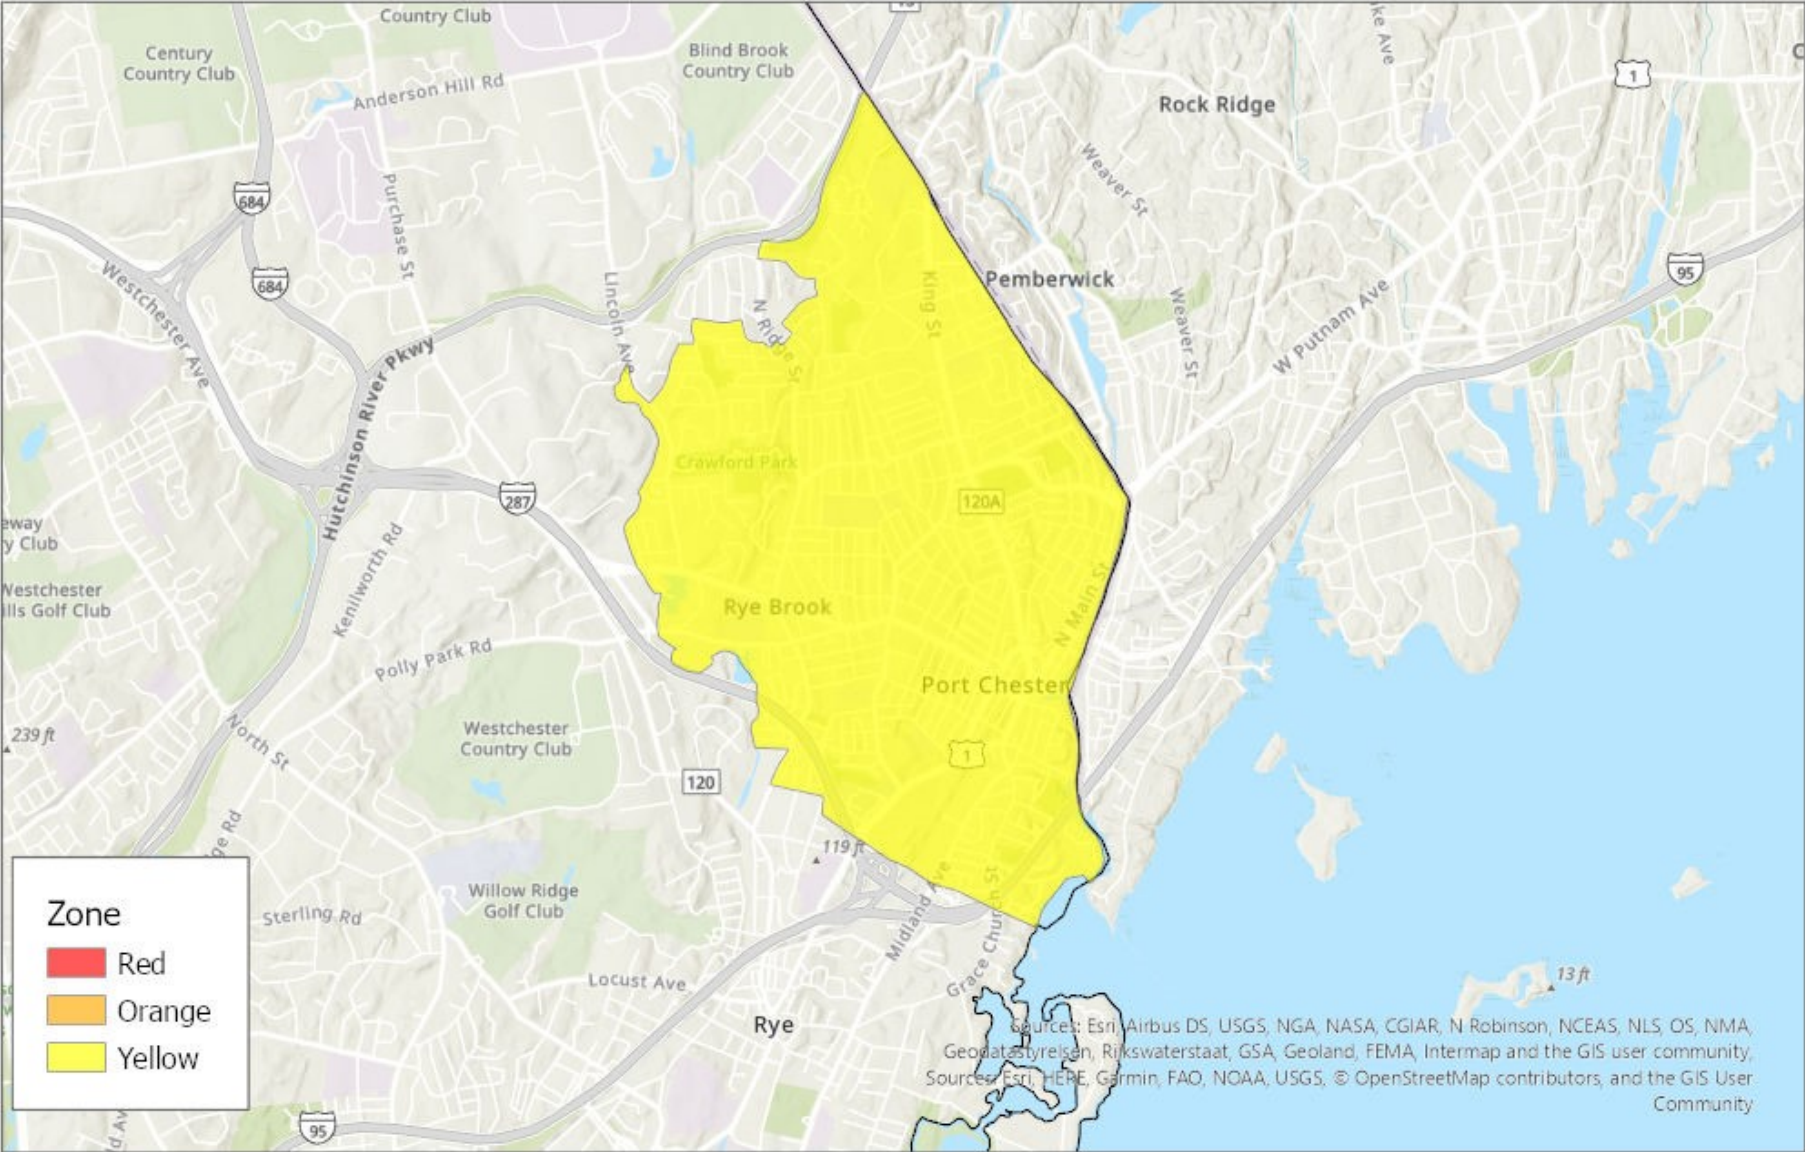 Country Club
Century
Country Club
Blind Brook
Country Club
Anderson Hill Rd
Rock Ridge
1
684
Purchase St
Weaver St
684
Westchester Ave
Lincoln Ave
N Ridge St
King St
Pemberwick
Weaver St
W Putnam Ave
95
Hutchinson River Pkwy
287
Crawford Park
120A
Kenilworth Rd
Westchester
ills Golf Club
Rye Brook
N Main St
Polly Park Rd
Port Chester
239 ft
North St
Westchester
Country Club
120
1
119 ft
Willow Ridge
Golf Club
Sterling Rd
Midland Ave
Grace Church St
Locust Ave
Rye
13 ft
95
Zone
Red
Orange
Yellow
Sources: Esri, Airbus DS, USGS, NGA, NASA, CGIAR, N Robinson, NCEAS, NLS, OS, NMA,
Geodatastyrelsen, Rijkswaterstaat, GSA, Geoland, FEMA, Intermap and the GIS user community,
Sources: Esri, HERE, Garmin, FAO, NOAA, USGS, © OpenStreetMap contributors, and the GIS User
Community